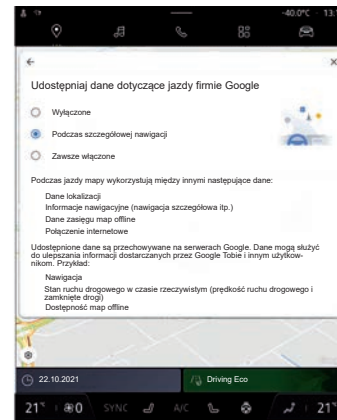 -40.0°C 13:1
Udostępniaj dane dotyczące jazdy firmie Google
Wyłączone
Podczas szczegółowej nawigacji
Zawsze włączone
Podczas jazdy mapy wykorzystują między innymi następujące dane:
Dane lokalizacji
Informacje nawigacyjne (nawigacja szczegółowa itp.)
Dane zasięgu map offline
Połączenie internetowe
Udostępnione dane są przechowywane na serwerach Google. Dane mogą służyć
do ulepszania informacji dostarczanych przez Google Tobie i innym użytkow-
nikom. Przykład:
Nawigacja
Stan ruchu drogowego w czasie rzeczywistym (prędkość ruchu drogowego i
zamknięte drogi)
Dostępność map offline
22.10.2021 Driving Eco
21° 0 SYNC A/C 21°